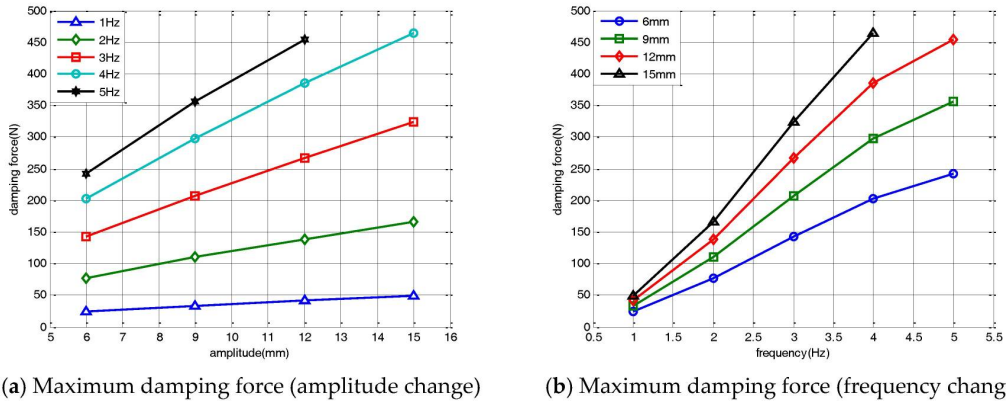 500
450
400
350
300
250
200
150
100
50
0
damping force(N)
1Hz
2Hz
3Hz
4Hz
5Hz
5 6 7 8 9 10 11 12 13 14 15 16
amplitude(mm)
(a) Maximum damping force (amplitude change)
500
450
400
350
300
250
200
150
100
50
0
damping force(N)
6mm
9mm
12mm
15mm
0.5 1 1.5 2 2.5 3 3.5 4 4.5 5 5.5
frequency(Hz)
(b) Maximum damping force (frequency chang